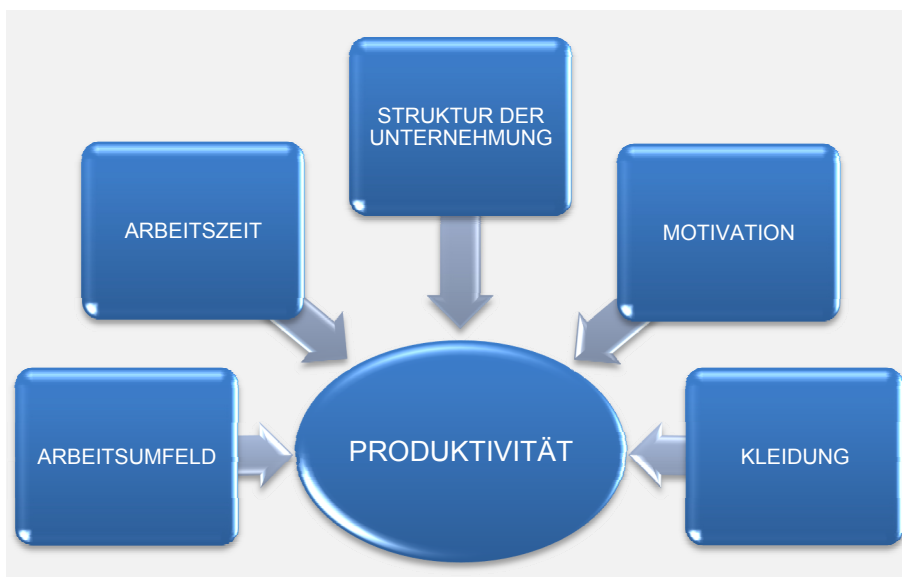 STRUKTUR DER
UNTERNEHMUNG
ARBEITSZEIT
MOTIVATION
ARBEITSUMFELD
PRODUKTIVITÄT
KLEIDUNG